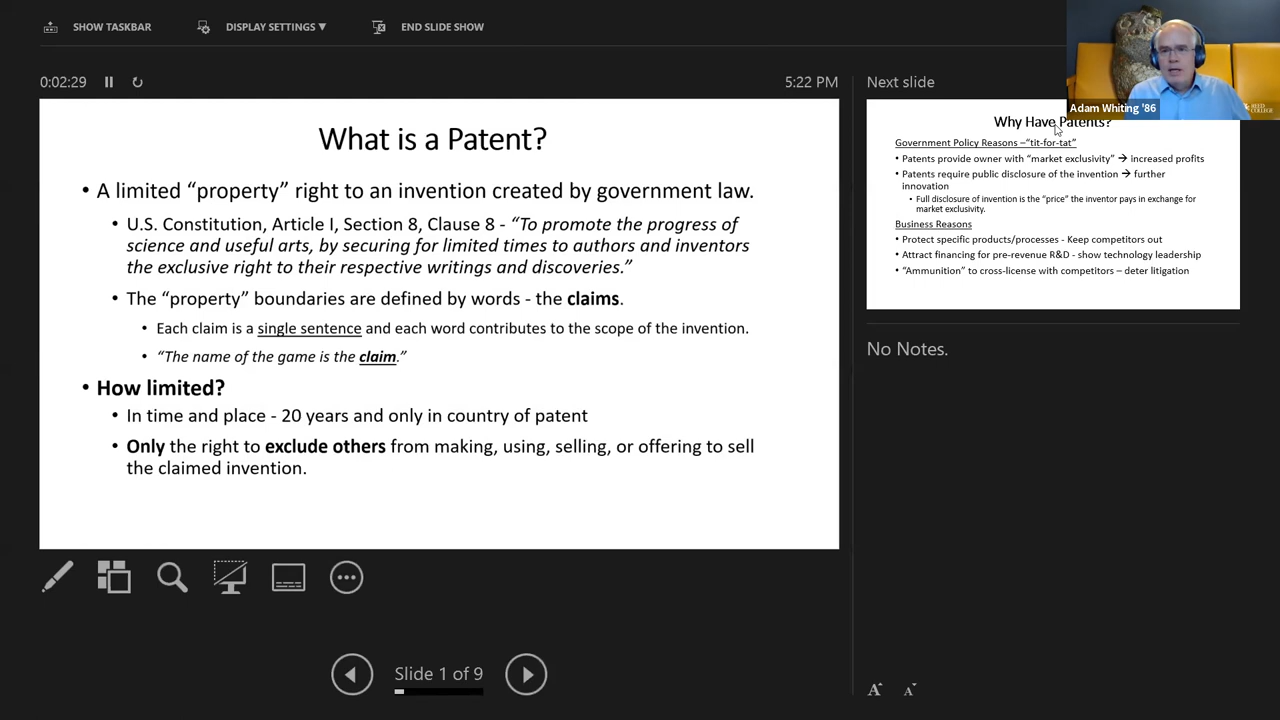 SHOW TASKBAR
DISPLAY SETTINGS ▼
END SLIDE SHOW
0:02:29
5:22 PM
What is a Patent?
• A limited “property” right to an invention created by government law.
• U.S. Constitution, Article I, Section 8, Clause 8 - “To promote the progress of
science and useful arts, by securing for limited times to authors and inventors
the exclusive right to their respective writings and discoveries.”
• The “property” boundaries are defined by words - the claims.
• Each claim is a single sentence and each word contributes to the scope of the invention.
• “The name of the game is the claim.”
• How limited?
• In time and place - 20 years and only in country of patent
• Only the right to exclude others from making, using, selling, or offering to sell
the claimed invention.
Slide 1 of 9
Adam Whiting '86
REED
COLLEGE
Next slide
Why Have Patents?
Government Policy Reasons –“tit-for-tat”
• Patents provide owner with “market exclusivity” → increased profits
• Patents require public disclosure of the invention → further
innovation
• Full disclosure of invention is the “price” the inventor pays in exchange for
market exclusivity.
Business Reasons
• Protect specific products/processes - Keep competitors out
• Attract financing for pre-revenue R&D - show technology leadership
• “Ammunition” to cross-license with competitors – deter litigation
No Notes.
A A